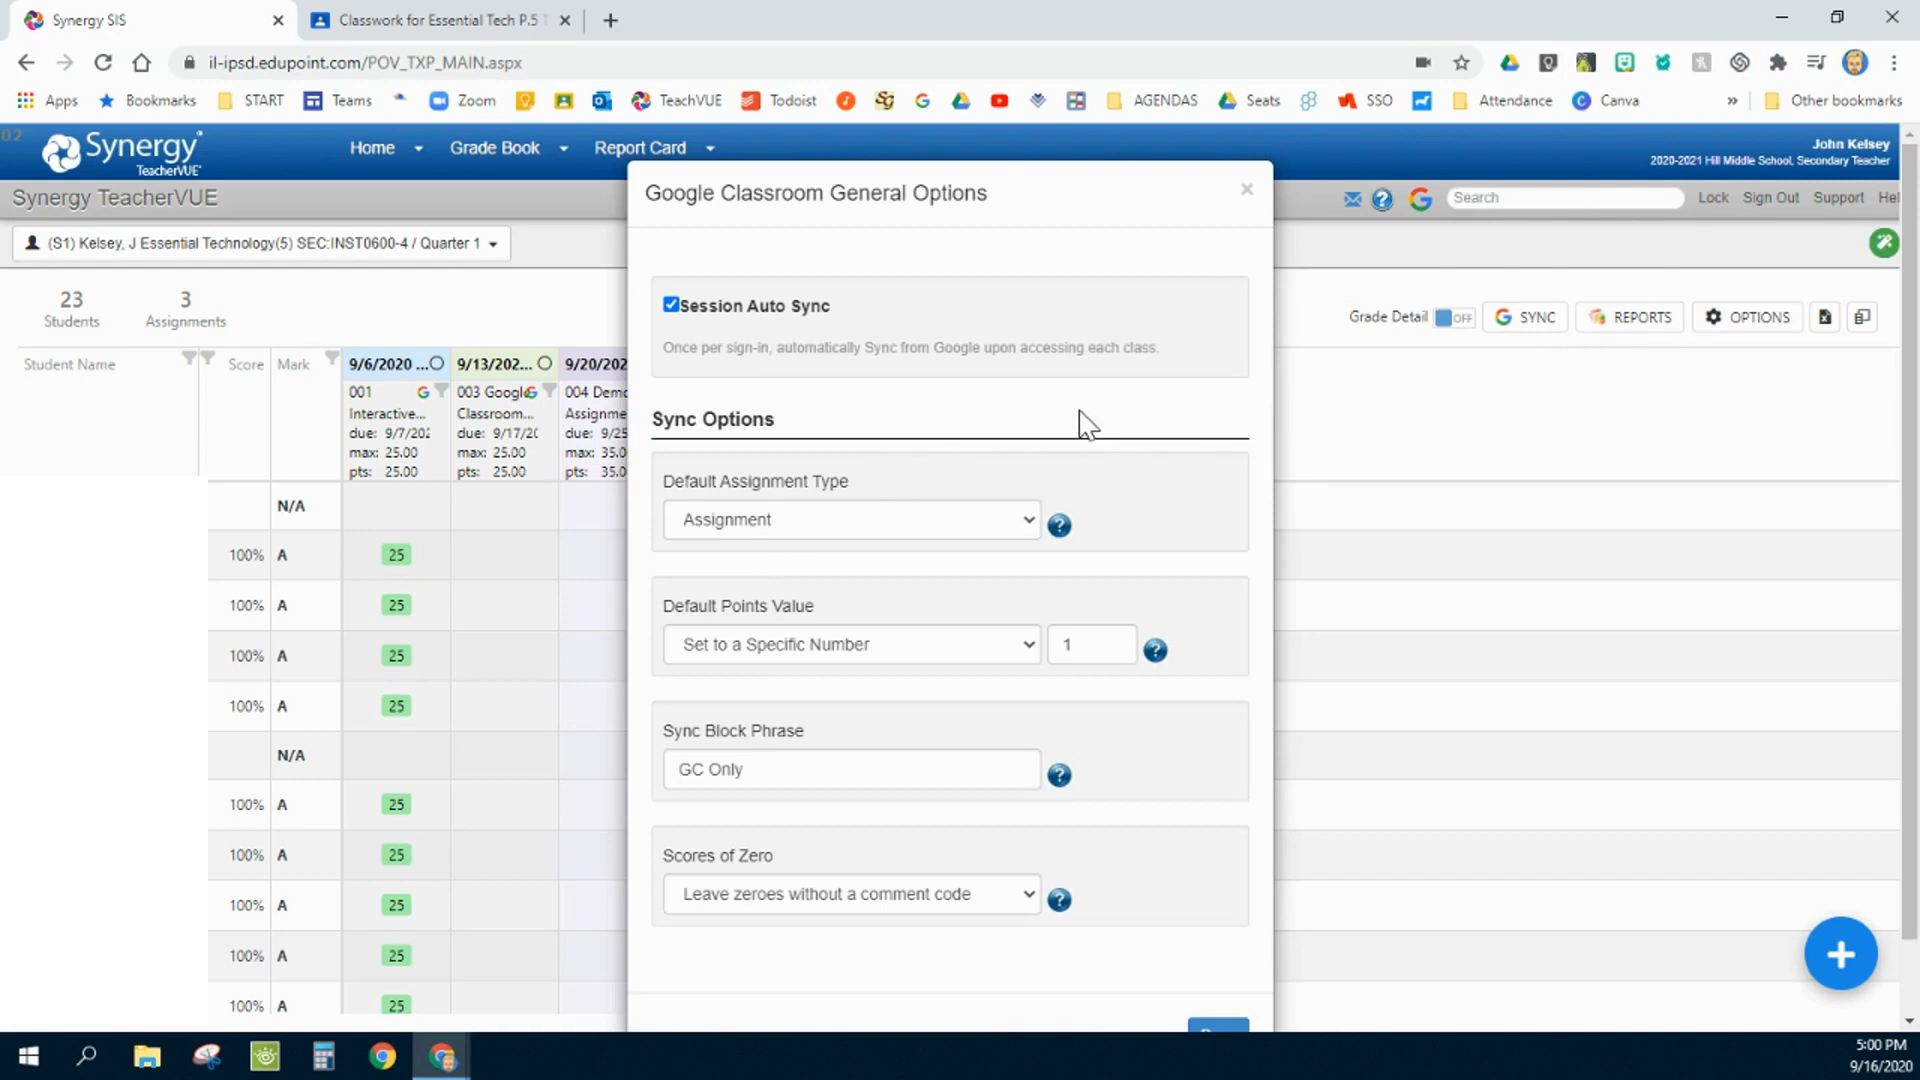 Synergy SIS
Classwork for Essential Tech P.5
il-ipsd.edupoint.com/POV_TXP_MAIN.aspx
Apps Bookmarks START Teams Zoom TeachVUE Todoist AGENDAS Seats SSO Attendance Canva » Other bookmarks
Synergy
TeacherVUE
Home Grade Book Report Card
John Kelsey
2020-2021 Hill Middle School, Secondary Teacher
Synergy TeacherVUE
Search Lock Sign Out Support Hel
(S1) Kelsey, J Essential Technology(5) SEC:INST0600-4 / Quarter 1
23 3
Students Assignments
Grade Detail OFF SYNC REPORTS OPTIONS
Student Name Score Mark
9/6/2020 ... 9/13/202... 9/20/202
001 003 Google 004 Demo
Interactive... Classroom... Assignme
due: 9/7/202 due: 9/17/20 due: 9/25
max: 25.00 max: 25.00 max: 35.0
pts: 25.00 pts: 25.00 pts: 35.0
N/A
100% A 25
100% A 25
100% A 25
100% A 25
N/A
100% A 25
100% A 25
100% A 25
100% A 25
100% A 25
Google Classroom General Options ×
Session Auto Sync
Once per sign-in, automatically Sync from Google upon accessing each class.
Sync Options
Default Assignment Type
Assignment ?
Default Points Value
Set to a Specific Number 1 ?
Sync Block Phrase
GC Only ?
Scores of Zero
Leave zeroes without a comment code ?
5:00 PM
9/16/2020